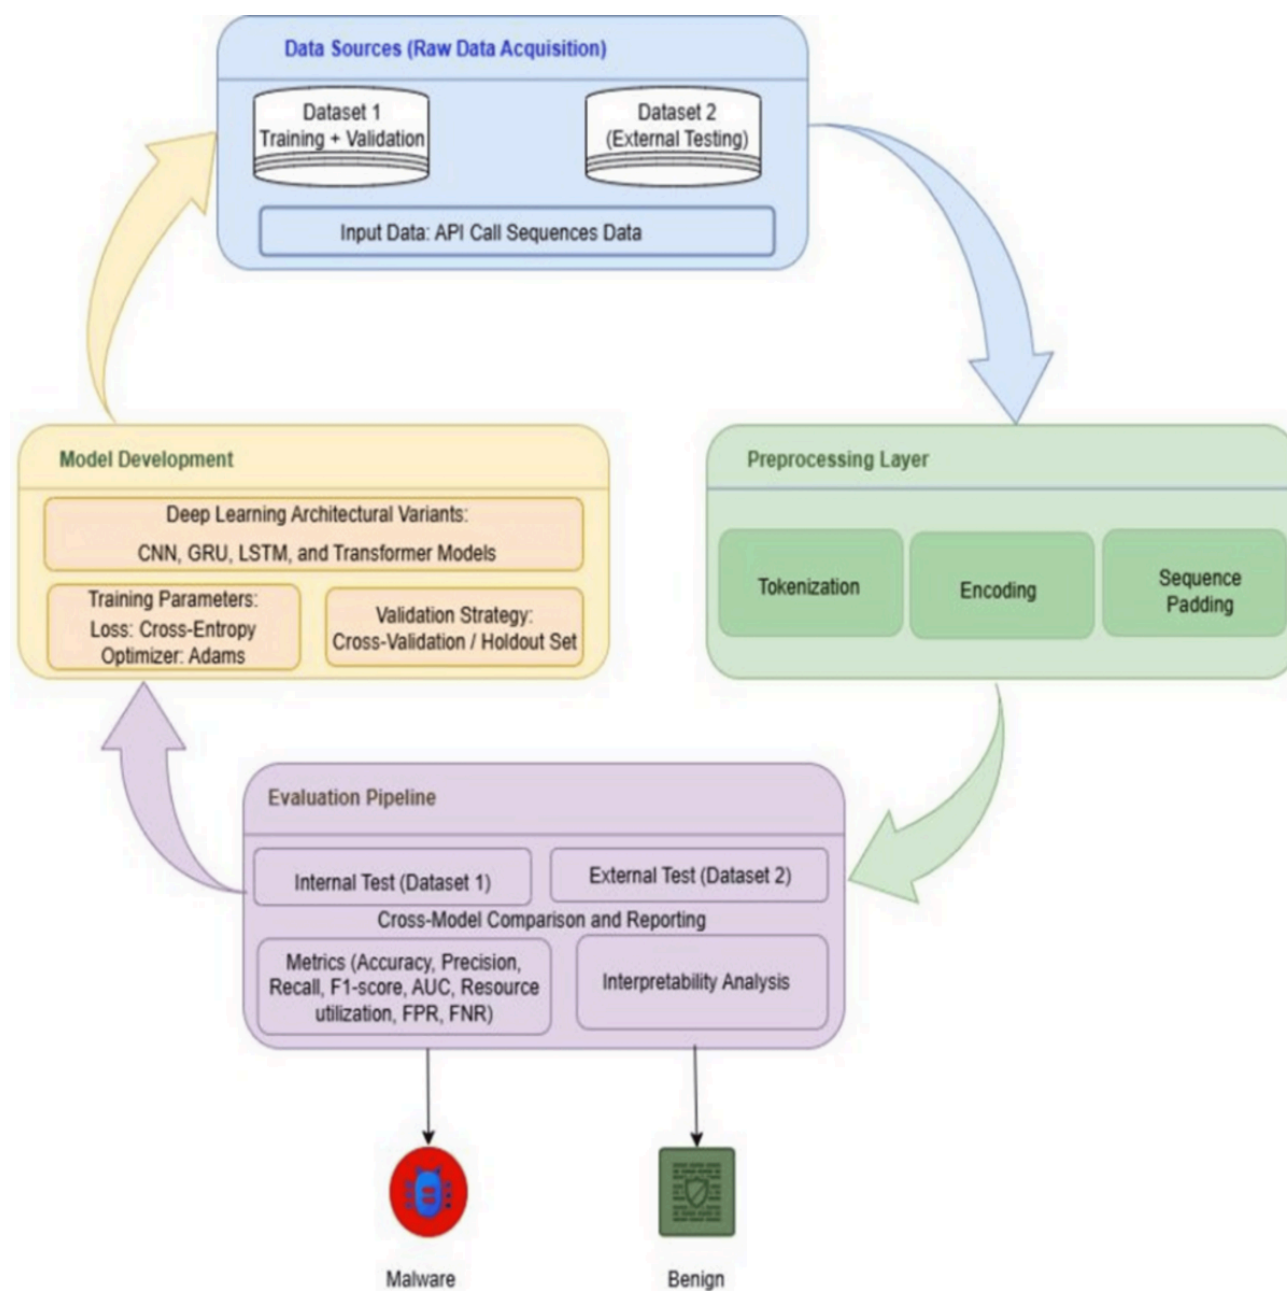 Data Sources (Raw Data Acquisition)
Dataset 1
Training + Validation
Dataset 2
(External Testing)
Input Data: API Call Sequences Data
Model Development
Deep Learning Architectural Variants:
CNN, GRU, LSTM, and Transformer Models
Training Parameters:
Loss: Cross-Entropy
Optimizer: Adams
Validation Strategy:
Cross-Validation / Holdout Set
Preprocessing Layer
Tokenization
Encoding
Sequence
Padding
Evaluation Pipeline
Internal Test (Dataset 1)
External Test (Dataset 2)
Cross-Model Comparison and Reporting
Metrics (Accuracy, Precision,
Recall, F1-score, AUC, Resource
utilization, FPR, FNR)
Interpretability Analysis
Malware
Benign